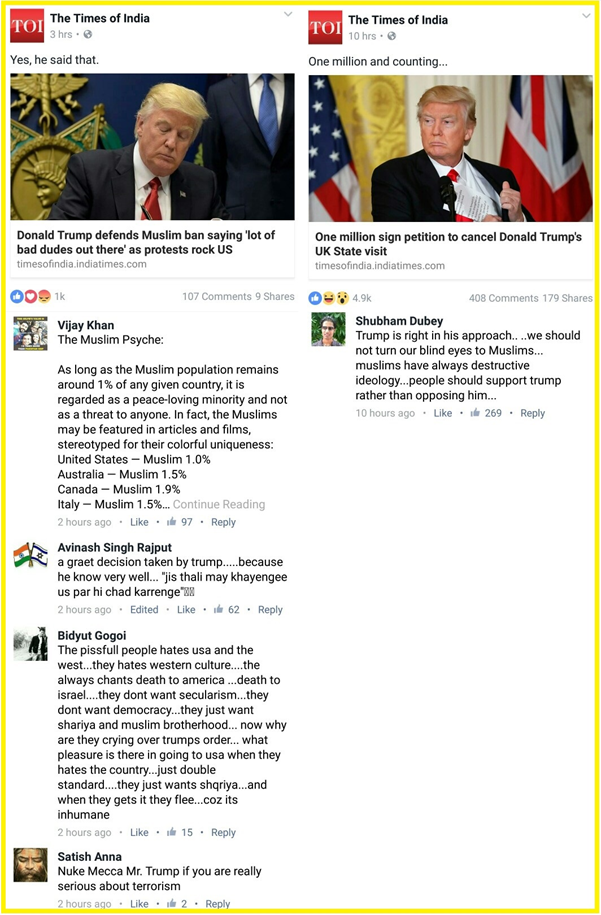 TOI
The Times of India
3 hrs •
Yes, he said that.
Donald Trump defends Muslim ban saying 'lot of
bad dudes out there' as protests rock US
timesofindia.indiatimes.com
1k 107 Comments 9 Shares
Vijay Khan
The Muslim Psyche:
As long as the Muslim population remains
around 1% of any given country, it is
regarded as a peace-loving minority and not
as a threat to anyone. In fact, the Muslims
may be featured in articles and films,
stereotyped for their colorful uniqueness:
United States — Muslim 1.0%
Australia — Muslim 1.5%
Canada — Muslim 1.9%
Italy — Muslim 1.5%... Continue Reading
2 hours ago • Like • 97 • Reply
Avinash Singh Rajput
a graet decision taken by trump.....because
he know very well... "jis thali may khayengee
us par hi chad karrenge"
2 hours ago • Edited • Like • 62 • Reply
Bidyut Gogoi
The pissfull people hates usa and the
west...they hates western culture....the
always chants death to america ...death to
israel....they dont want secularism...they
dont want democracy...they just want
shariya and muslim brotherhood... now why
are they crying over trumps order... what
pleasure is there in going to usa when they
hates the country...just double
standard....they just wants shqriya...and
when they gets it they flee...coz its
inhumane
2 hours ago • Like • 15 • Reply
Satish Anna
Nuke Mecca Mr. Trump if you are really
serious about terrorism
2 hours ago • Like • 2 • Reply
TOI
The Times of India
10 hrs •
One million and counting...
One million sign petition to cancel Donald Trump's
UK State visit
timesofindia.indiatimes.com
4.9k 408 Comments 179 Shares
Shubham Dubey
Trump is right in his approach.. ..we should
not turn our blind eyes to Muslims...
muslims have always destructive
ideology...people should support trump
rather than opposing him...
10 hours ago • Like • 269 • Reply